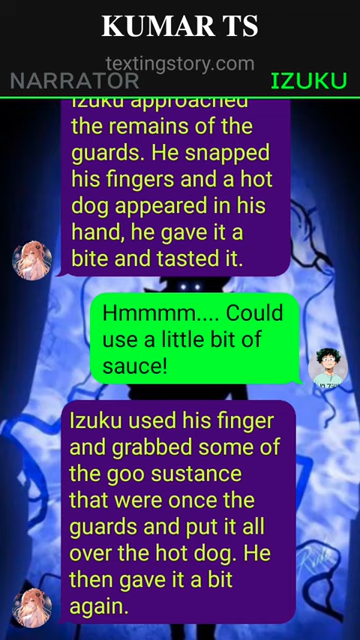 KUMAR TS
textingstory.com
NARRATOR
IZUKU
Izuku approached
the remains of the
guards. He snapped
his fingers and a hot
dog appeared in his
hand, he gave it a
bite and tasted it.
Hmmmm.... Could
use a little bit of
sauce!
Izuku used his finger
and grabbed some of
the goo sustance
that were once the
guards and put it all
over the hot dog. He
then gave it a bit
again.